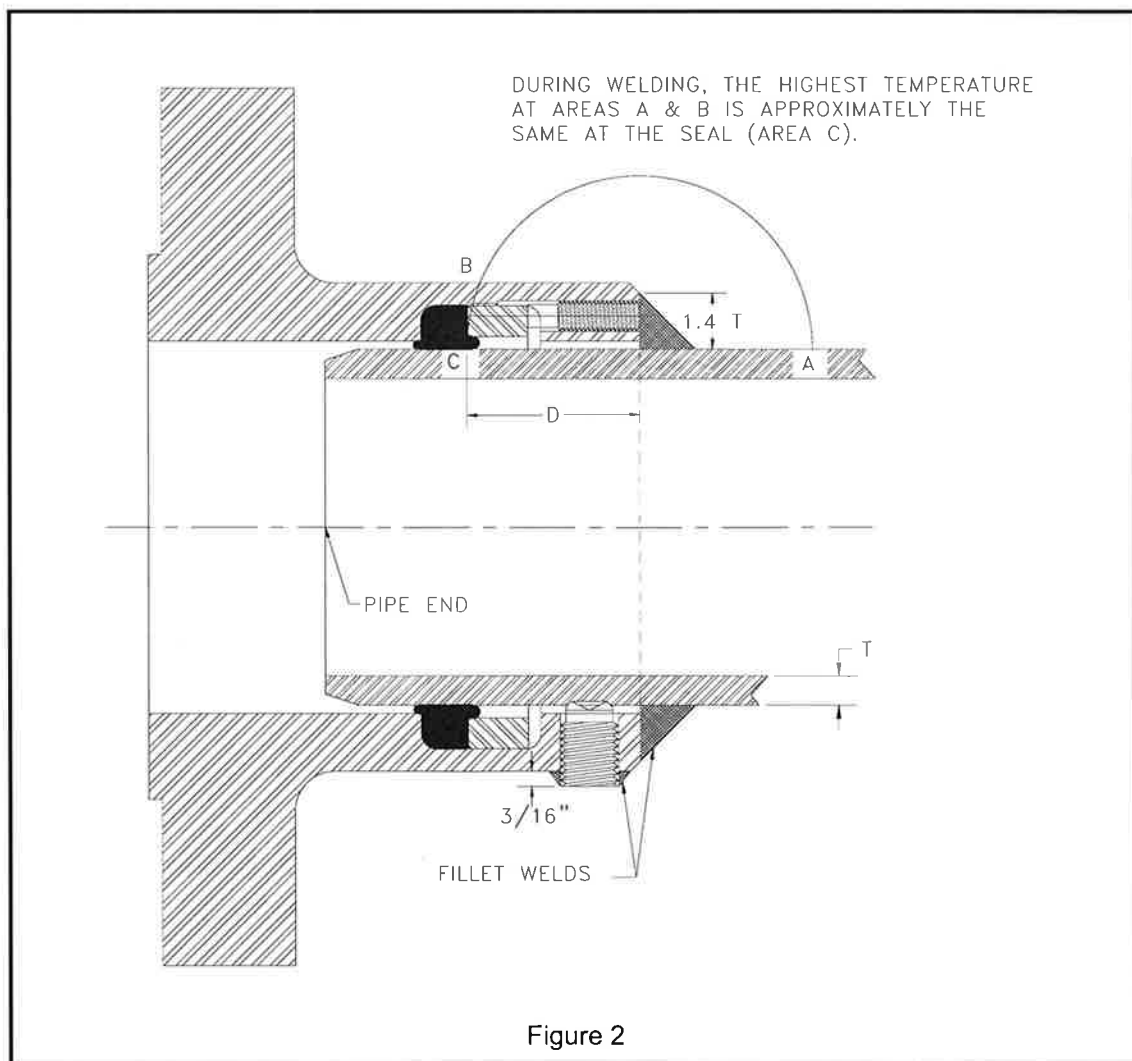 DURING WELDING, THE HIGHEST TEMPERATURE
AT AREAS A & B IS APPROXIMATELY THE
SAME AT THE SEAL (AREA C).
B
1.4 T
C
A
D
PIPE END
T
3/16"
FILLET WELDS
Figure 2